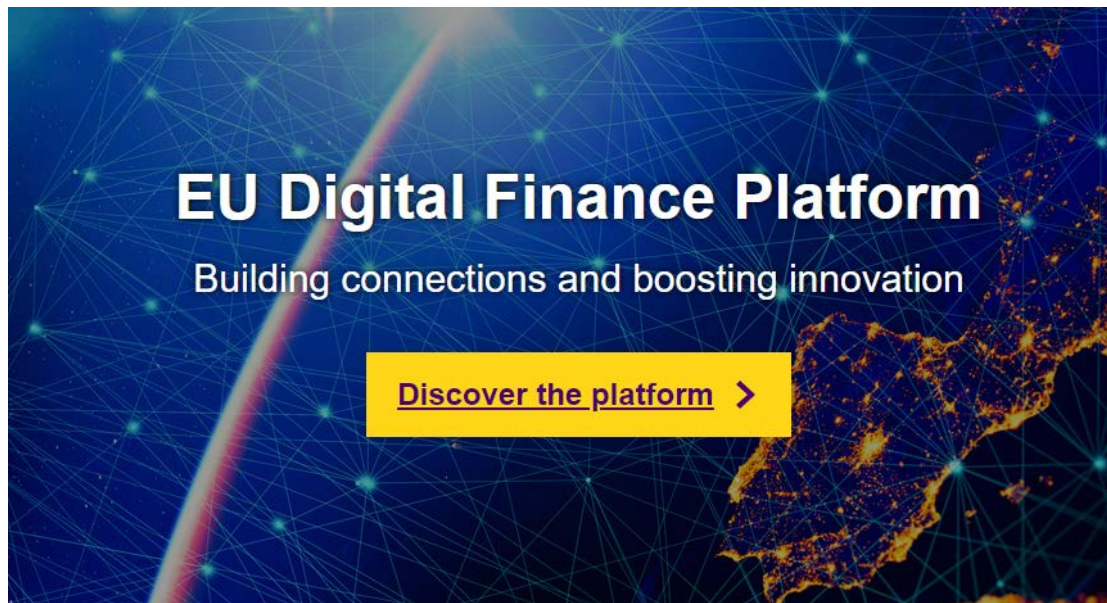 EU Digital Finance Platform
Building connections and boosting innovation
Discover the platform